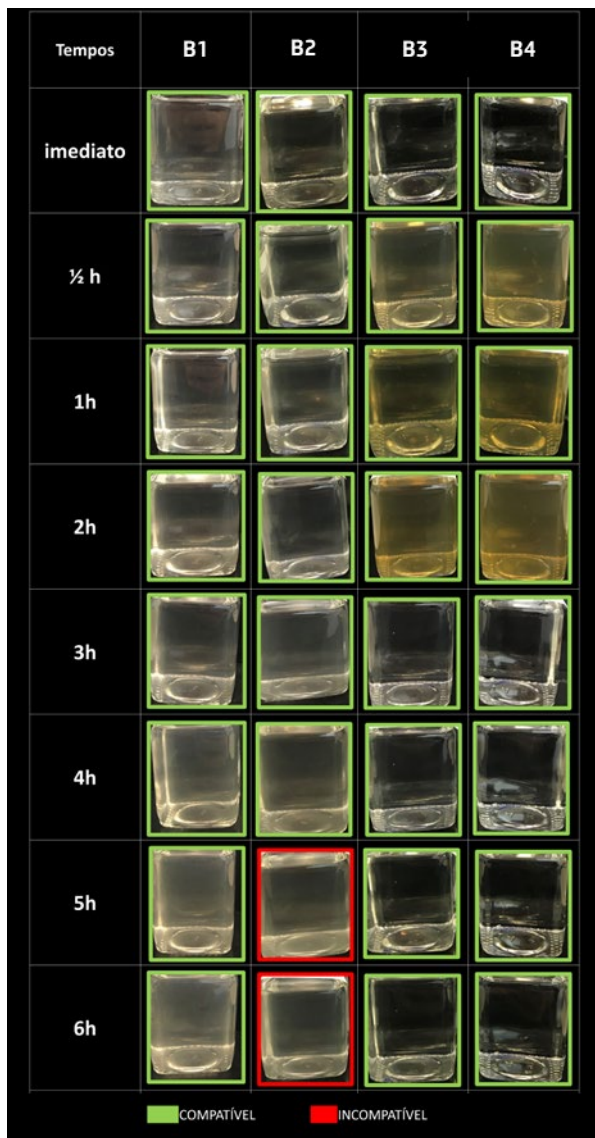 Tempos B1 B2 B3 B4
imediato
½ h
1h
2h
3h
4h
5h
6h
COMPATÍVEL INCOMPATÍVEL